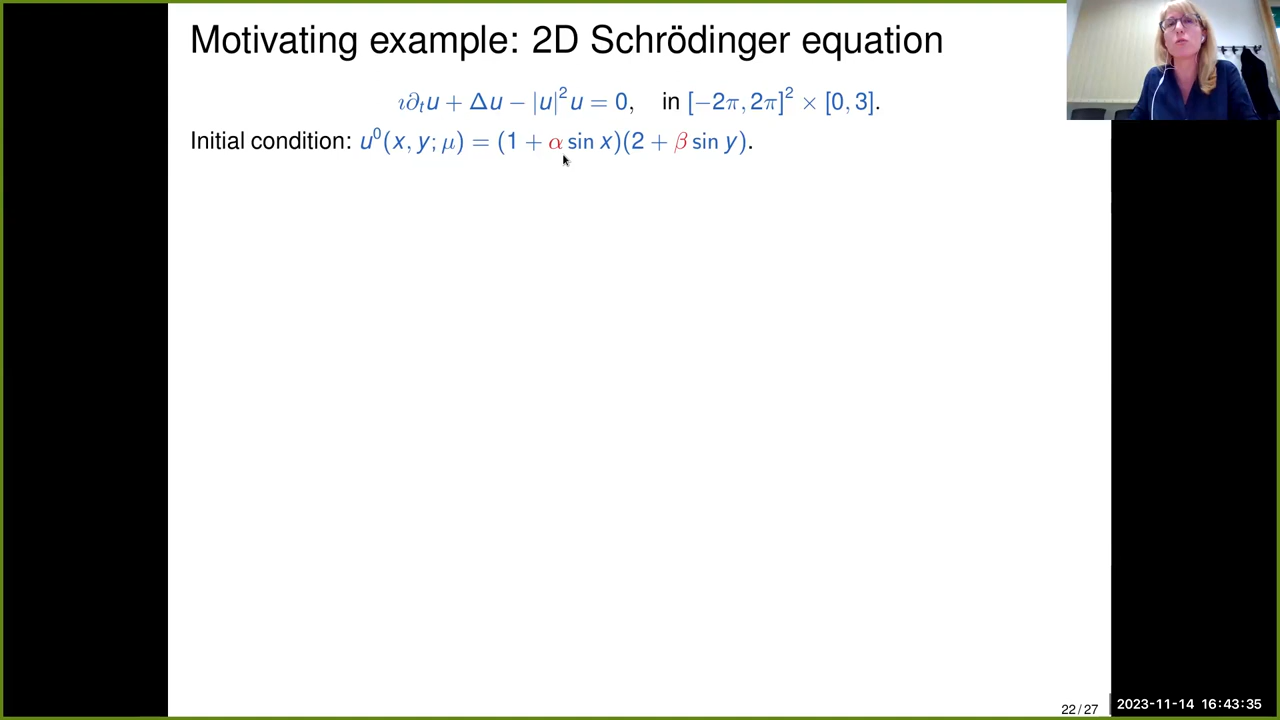 Motivating example: 2D Schrödinger equation
ı∂ₜu + Δu − |u|²u = 0, in [−2π, 2π]² × [0, 3].
Initial condition: u⁰(x, y; μ) = (1 + α sin x)(2 + β sin y).
22 / 27
2023-11-14 16:43:35